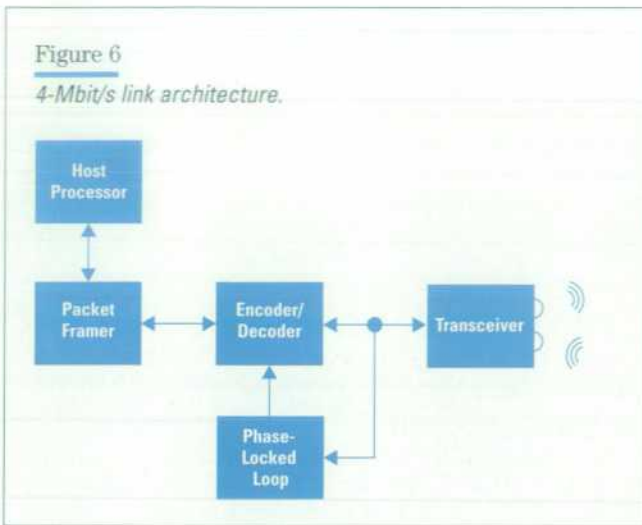 Figure 6
4-Mbit/s link architecture.
Host
Processor
Packet
Framer
Encoder/
Decoder
Transceiver
Phase-
Locked
Loop